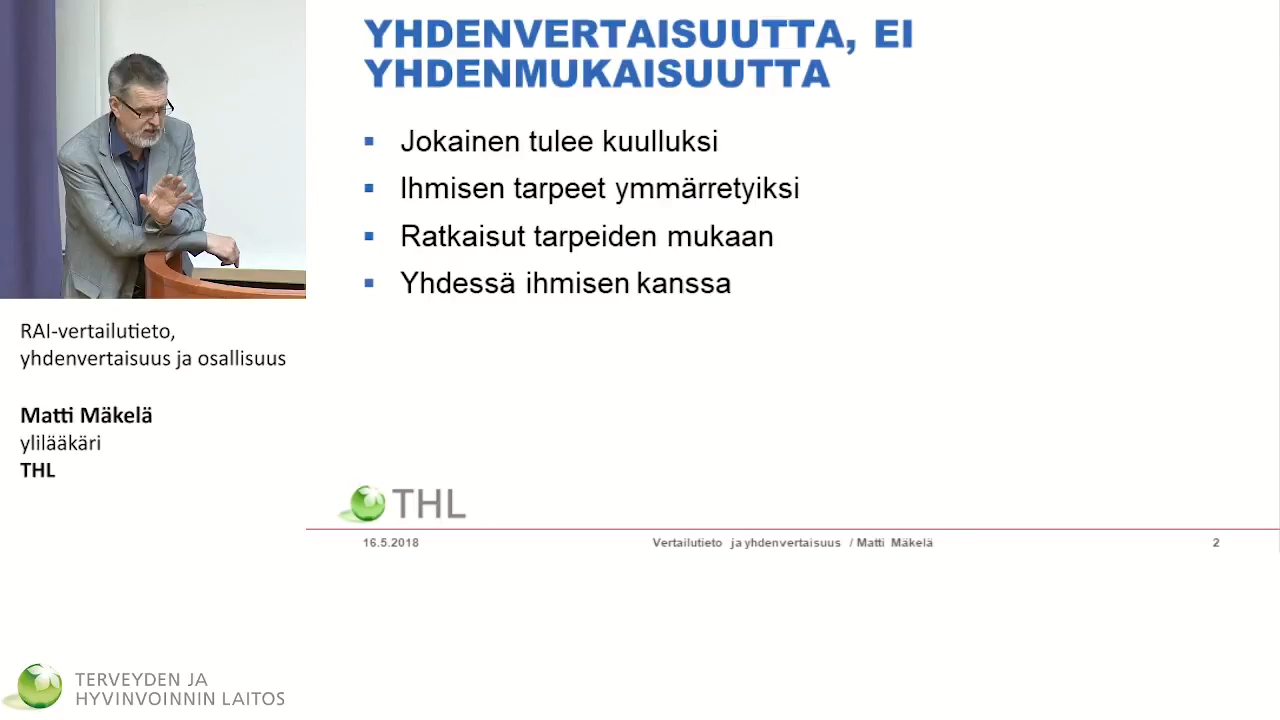 YHDENVERTAISUUTTA, EI
YHDENMUKAISUUTTA
▪ Jokainen tulee kuulluksi
▪ Ihmisen tarpeet ymmärretyiksi
▪ Ratkaisut tarpeiden mukaan
▪ Yhdessä ihmisen kanssa
RAI-vertailutieto,
yhdenvertaisuus ja osallisuus
Matti Mäkelä
ylilääkäri
THL
THL
16.5.2018 Vertailutieto ja yhdenvertaisuus / Matti Mäkelä 2
TERVEYDEN JA
HYVINVOINNIN LAITOS